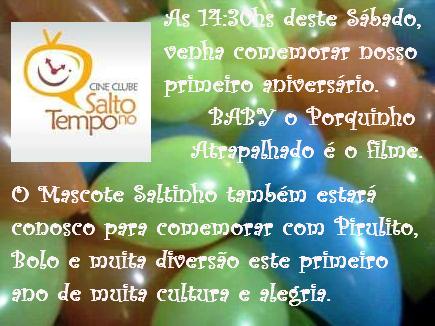 As 14:30hs deste Sábado,
venha comemorar nosso
primeiro aniversário.
BABY o Porquinho
Atrapalhado é o filme.
CINE CLUBE
Salto
NO
Tempo
O Mascote Saltinho também estará
conosco para comemorar com Pirulito,
Bolo e muita diversão este primeiro
ano de muita cultura e alegria.